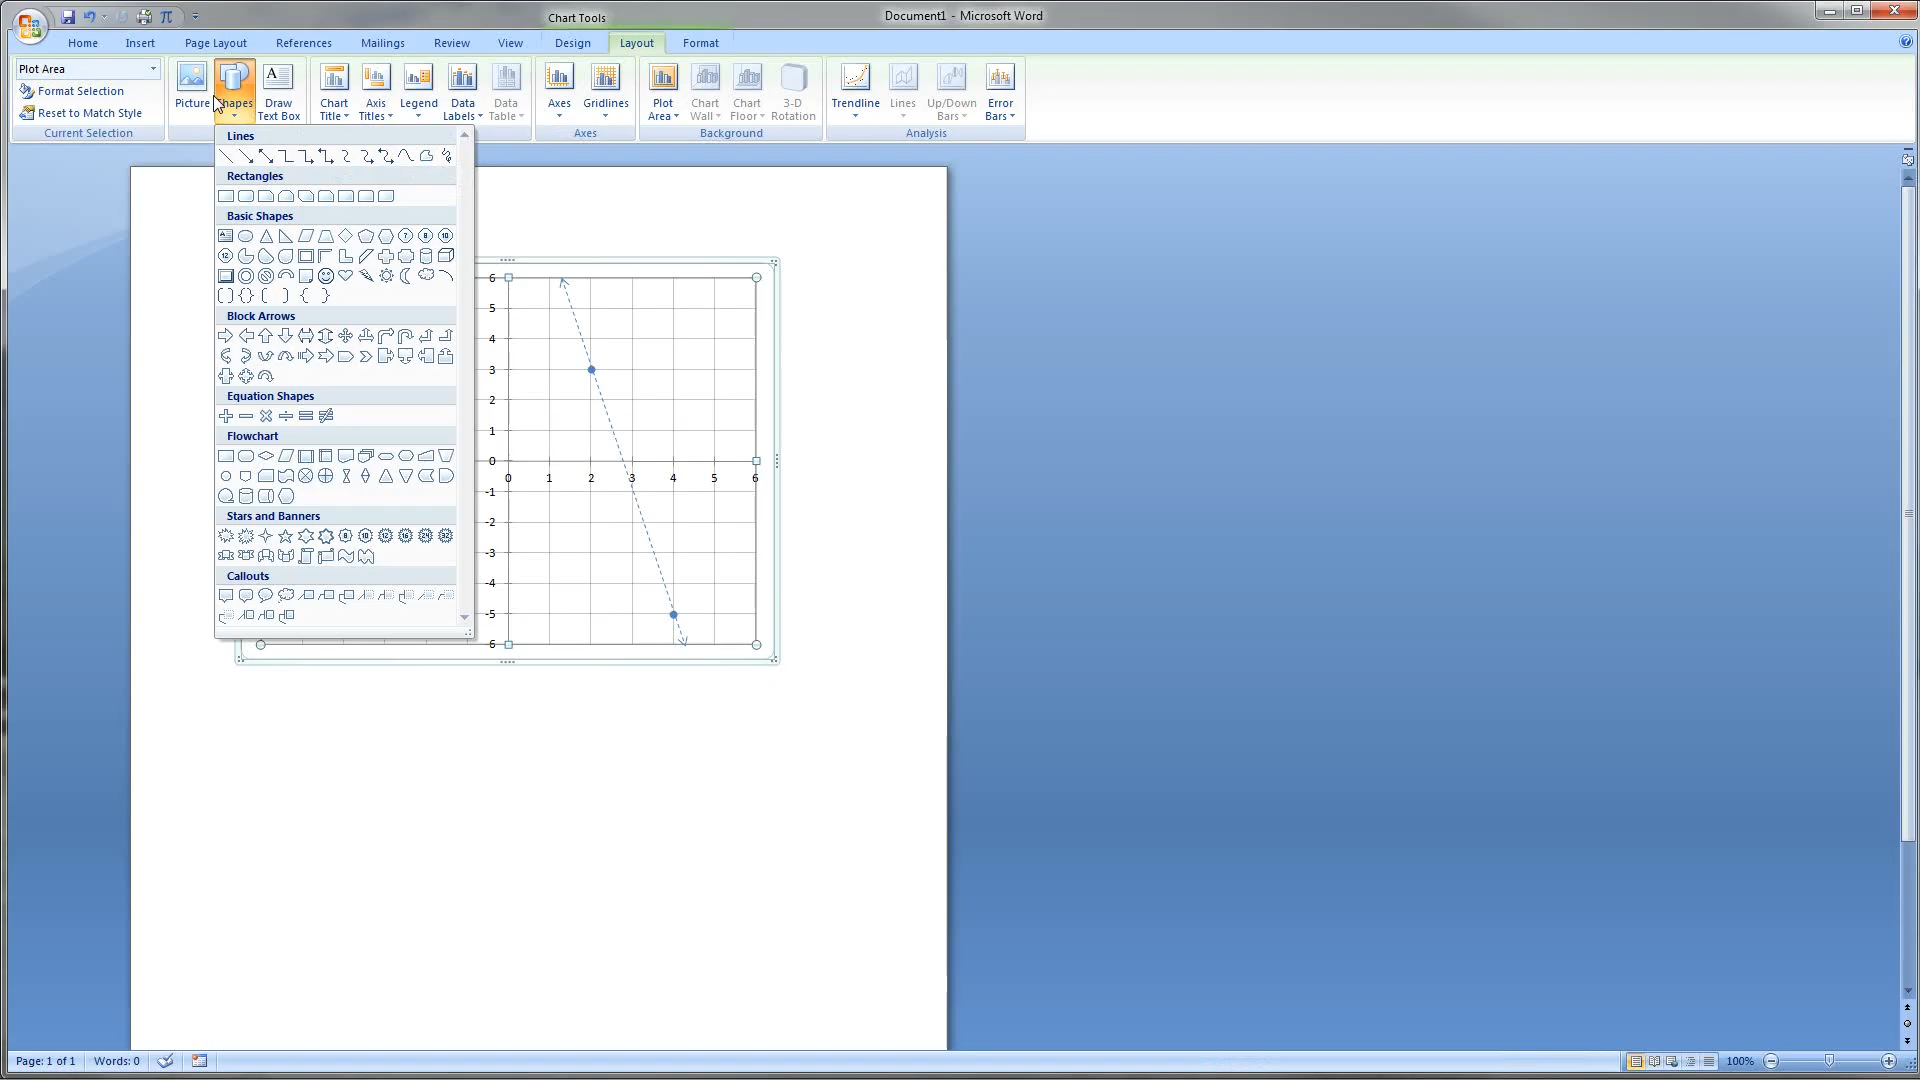 Chart Tools
Document1 - Microsoft Word
Home Insert Page Layout References Mailings Review View Design Layout Format
Plot Area
Format Selection
Reset to Match Style
Current Selection
Picture
Shapes
Draw
Text Box
Chart
Title
Axis
Titles
Legend
Data
Labels
Data
Table
Axes
Gridlines
Axes
Plot
Area
Chart
Wall
Chart
Floor
3-D
Rotation
Background
Trendline
Lines
Up/Down
Bars
Error
Bars
Analysis
Lines
Rectangles
Basic Shapes
Block Arrows
Equation Shapes
Flowchart
Stars and Banners
Callouts
6
5
4
3
2
1
0
0 1 2 3 4 5 6
-1
-2
-3
-4
-5
-6
Page: 1 of 1 Words: 0
100%